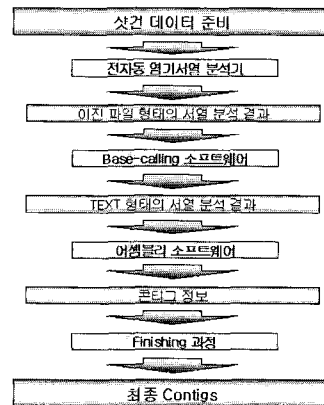 샷건 데이터 준비
전자동 염기서열 분석기
이진 파일 형태의 서열 분석 결과
Base-calling 소프트웨어
TEXT 형태의 서열 분석 결과
어셈블리 소프트웨어
콘티그 정보
Finishing 과정
최종 Contigs